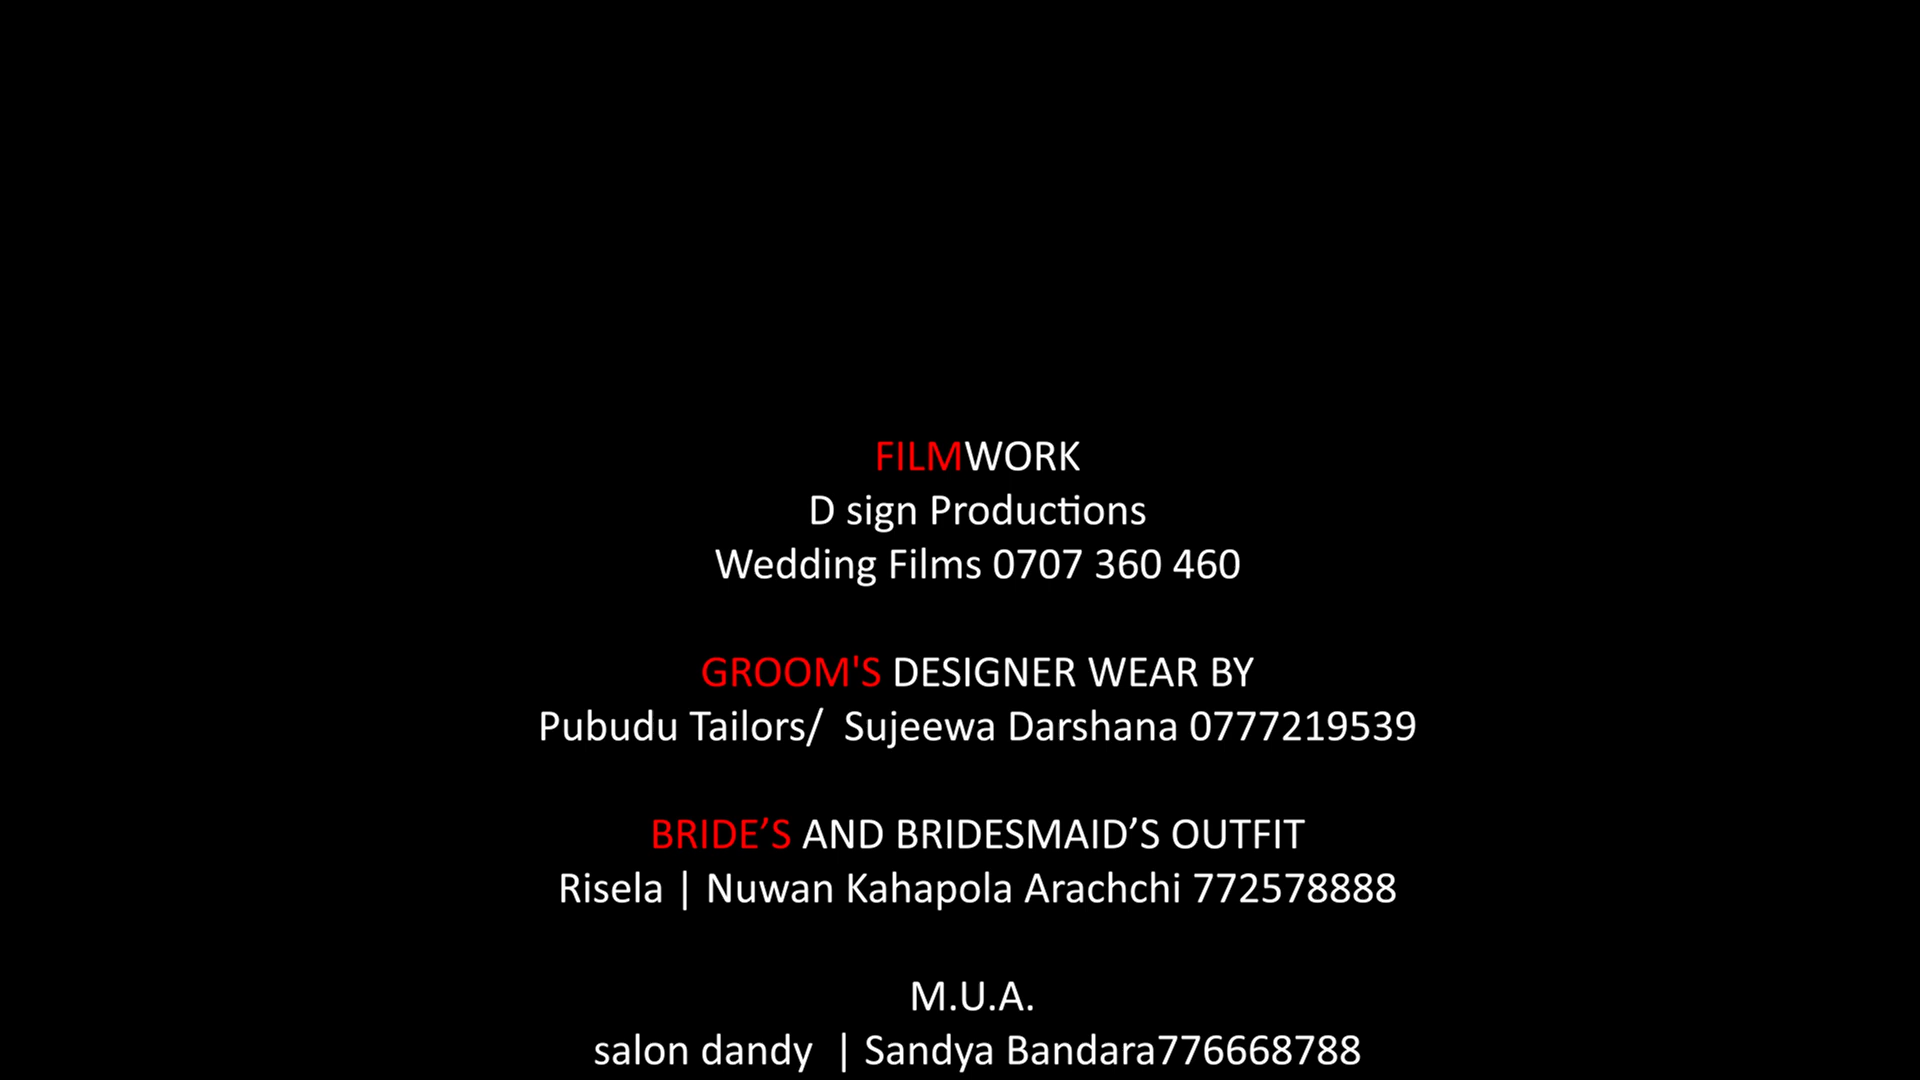 FILMWORK
D sign Productions
Wedding Films 0707 360 460
GROOM'S DESIGNER WEAR BY
Pubudu Tailors/  Sujeewa Darshana 0777219539
BRIDE’S AND BRIDESMAID’S OUTFIT
Risela | Nuwan Kahapola Arachchi 772578888
M.U.A.
salon dandy  | Sandya Bandara776668788